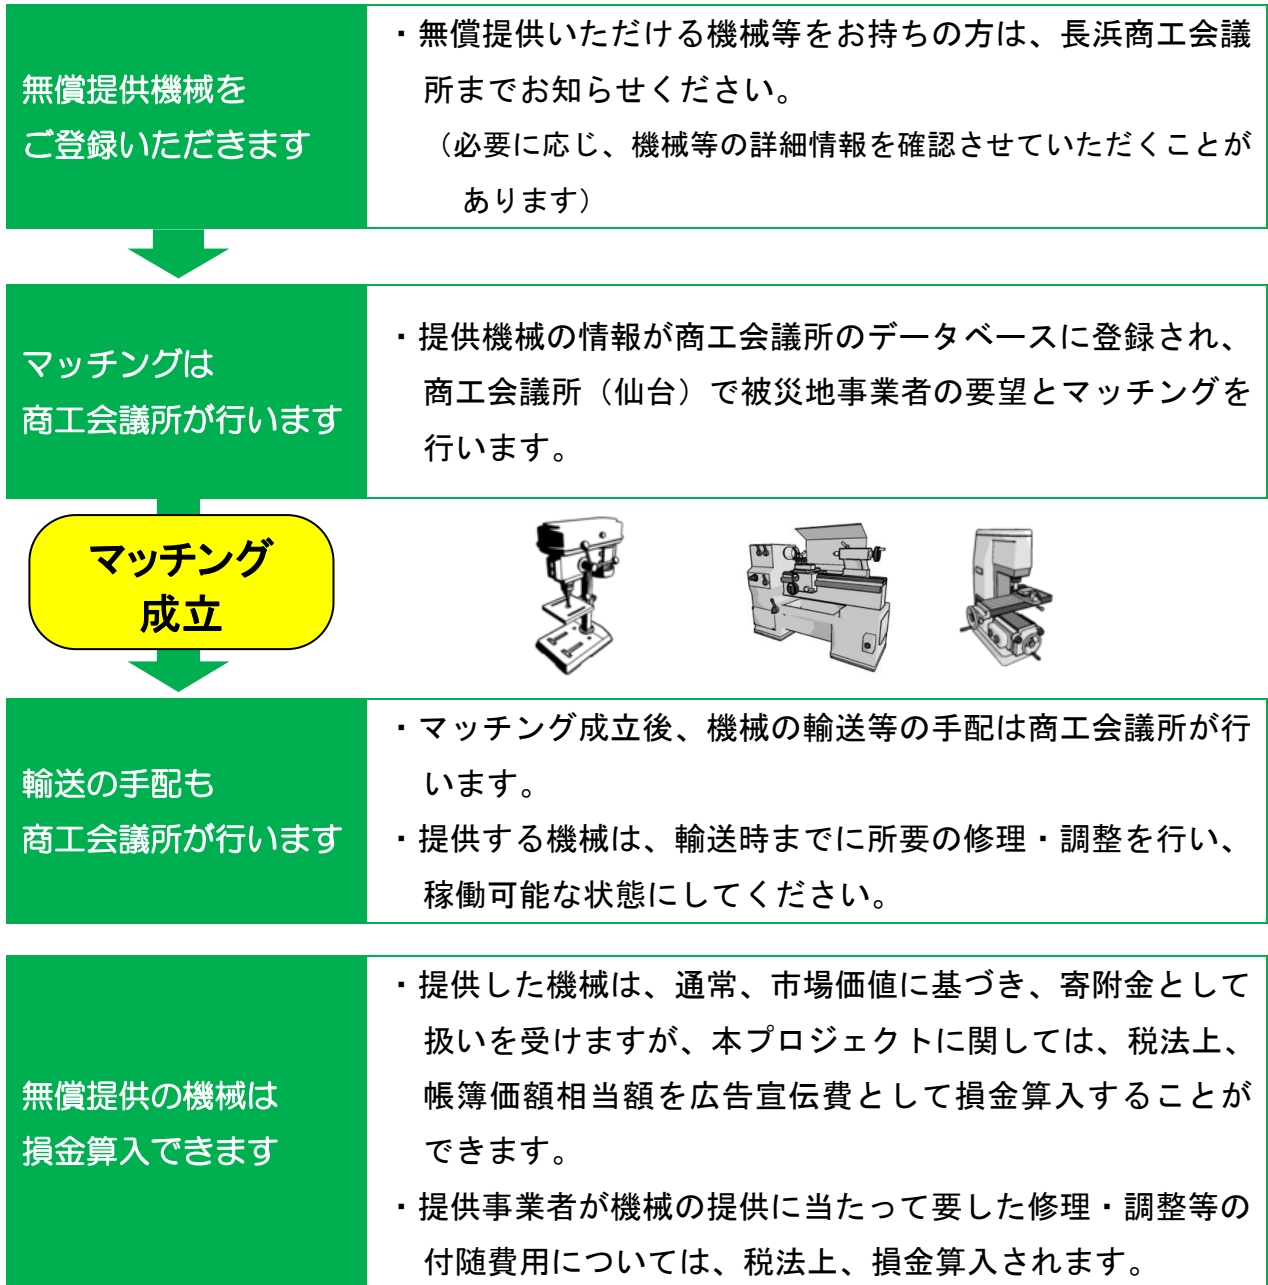 無償提供機械を
ご登録いただきます
・無償提供いただける機械等をお持ちの方は、長浜商工会議
所までお知らせください。
（必要に応じ、機械等の詳細情報を確認させていただくことが
あります）
マッチングは
商工会議所が行います
・提供機械の情報が商工会議所のデータベースに登録され、
商工会議所（仙台）で被災地事業者の要望とマッチングを
行います。
マッチング
成立
輸送の手配も
商工会議所が行います
・マッチング成立後、機械の輸送等の手配は商工会議所が行
います。
・提供する機械は、輸送時までに所要の修理・調整を行い、
稼働可能な状態にしてください。
無償提供の機械は
損金算入できます
・提供した機械は、通常、市場価値に基づき、寄附金として
扱いを受けますが、本プロジェクトに関しては、税法上、
帳簿価額相当額を広告宣伝費として損金算入することが
できます。
・提供事業者が機械の提供に当たって要した修理・調整等の
付随費用については、税法上、損金算入されます。